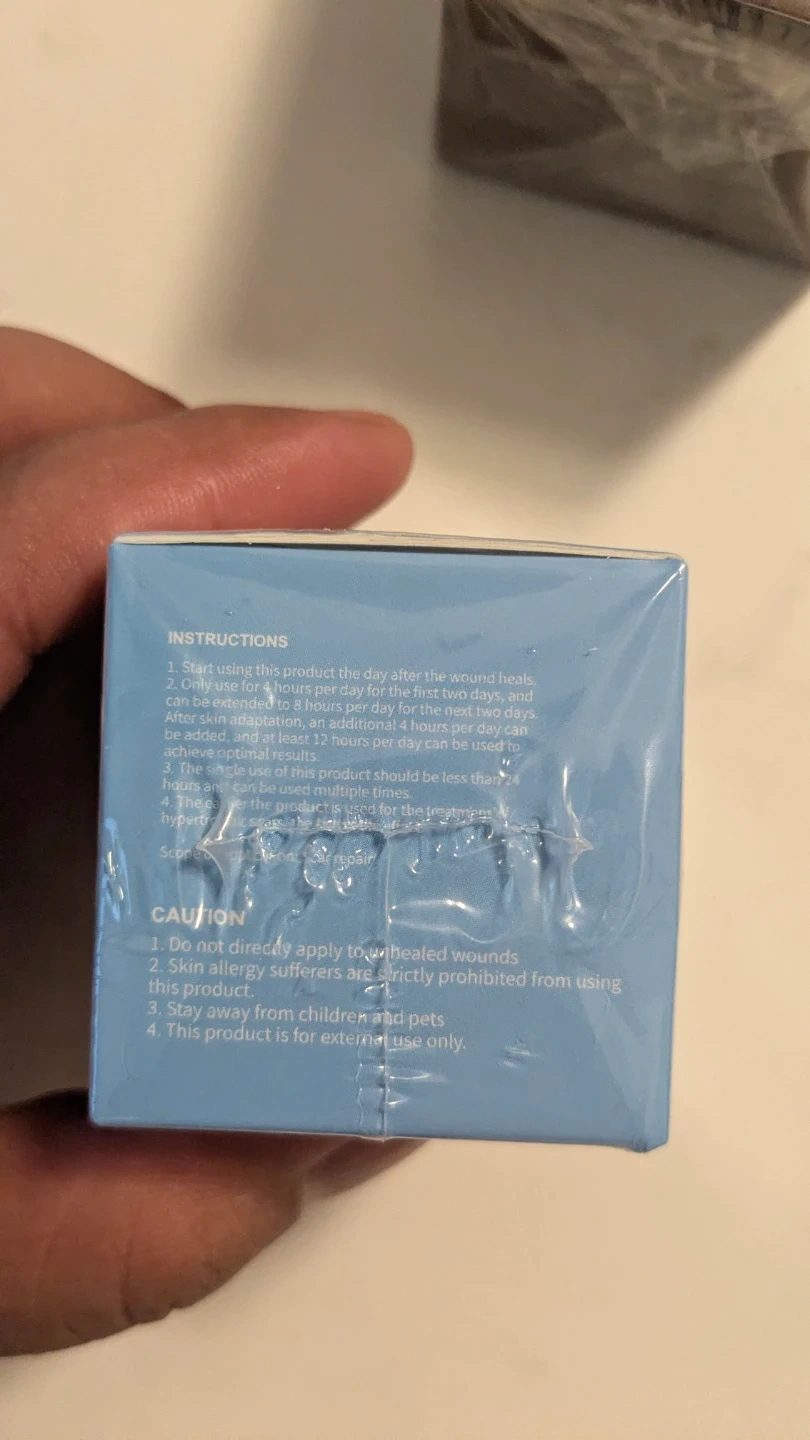 INSTRUCTIONS
1. Start using this product the day after the wound heals.
2. Only use for 4 hours per day for the first two days, and
can be extended to 8 hours per day for the next two days.
After skin adaptation, an additional 4 hours per day can
be added, and at least 12 hours per day can be used to
achieve optimal results.
3. The single use of this product should be less than 24
hours and can be used multiple times.
4. The the product is used for the treatment of
the
repair
CAUTION
1. Do not directly apply to unhealed wounds
2. Skin allergy sufferers are strictly prohibited from using
this product.
3. Stay away from children and pets
4. This product is for external use only.